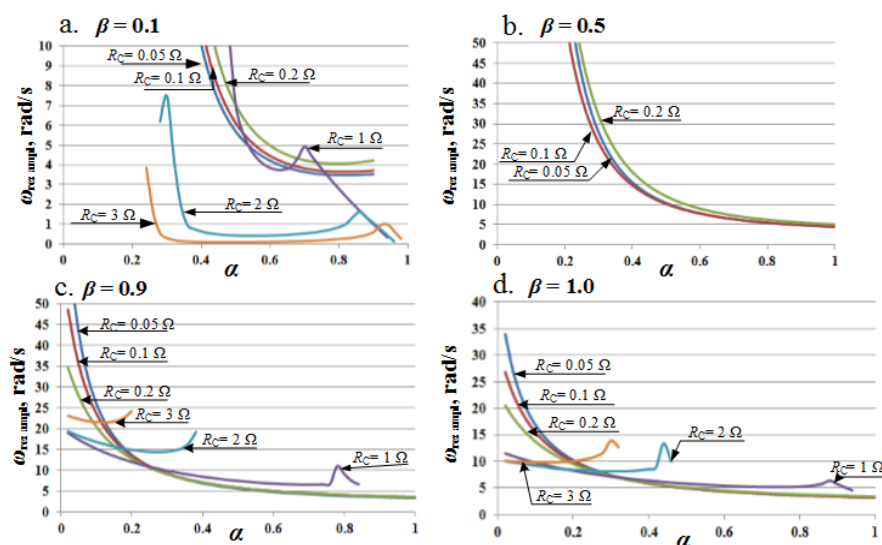 a. β = 0.1
ωrez ampl, rad/s
10
9
8
7
6
5
4
3
2
1
0
RC= 0.05 Ω
RC= 0.1 Ω
RC= 0.2 Ω
RC= 1 Ω
RC= 2 Ω
RC= 3 Ω
0 0.2 0.4 0.6 0.8 1
α
b. β = 0.5
ωrez ampl, rad/s
50
45
40
35
30
25
20
15
10
5
0
RC= 0.2 Ω
RC= 0.1 Ω
RC= 0.05 Ω
0 0.2 0.4 0.6 0.8 1
α
c. β = 0.9
ωrez ampl, rad/s
50
45
40
35
30
25
20
15
10
5
0
RC= 0.05 Ω
RC= 0.1 Ω
RC= 0.2 Ω
RC= 3 Ω
RC= 2 Ω
RC= 1 Ω
0 0.2 0.4 0.6 0.8 1
α
d. β = 1.0
ωrez ampl, rad/s
40
35
30
25
20
15
10
5
0
RC= 0.05 Ω
RC= 0.1 Ω
RC= 0.2 Ω
RC= 2 Ω
RC= 1 Ω
RC= 3 Ω
0 0.2 0.4 0.6 0.8 1
α